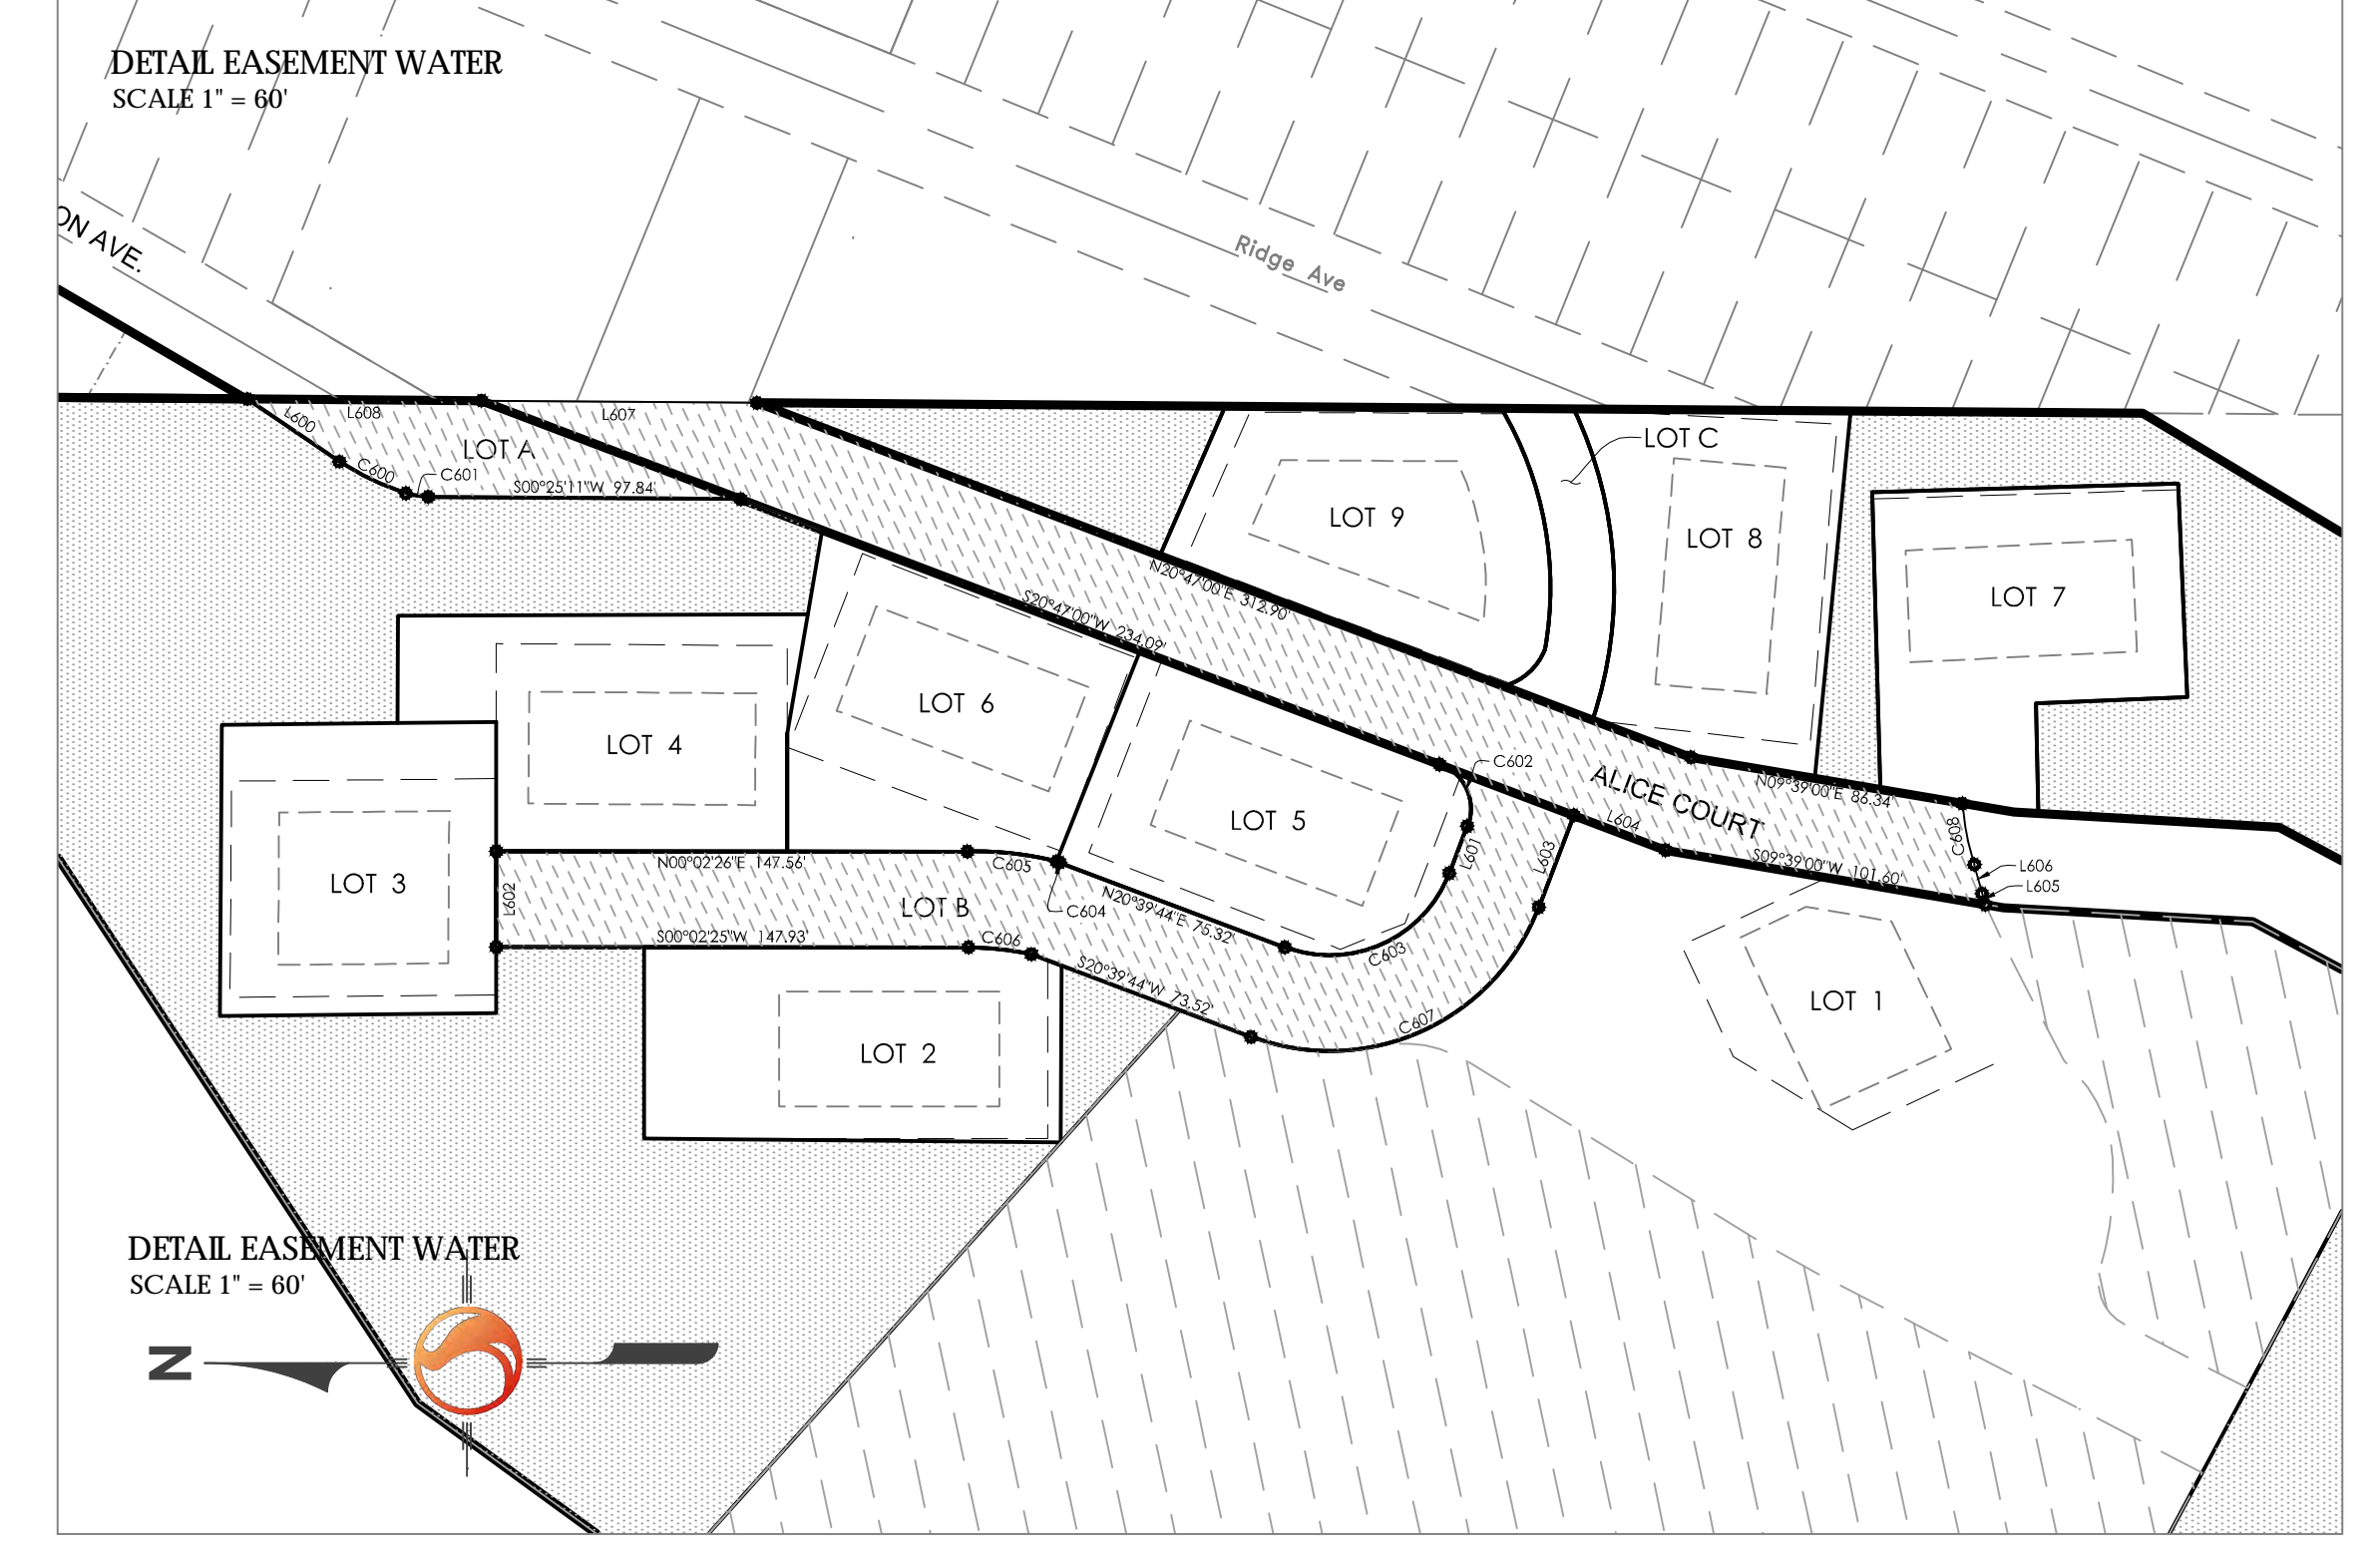 DETAIL EASEMENT WATER
SCALE 1" = 60'
ON AVE.
Ridge Ave
L600
L608
L607
LOT A
C600
C601
S00°25'11"W 97.84'
LOT C
LOT 9
LOT 8
LOT 7
N20°47'00"E 312.90'
S20°47'00"W 234.09'
LOT 6
LOT 4
LOT 5
C602
ALICE COURT
N09°39'00"E 86.34'
L604
C608
L606
L605
S09°39'00"W 101.60'
L601
L603
N00°02'26"E 147.56'
C605
LOT 3
L602
LOT B
C604
N20°39'44"E 75.32'
S00°02'25"W 147.93'
C606
C603
S20°39'44"W 73.52'
C607
LOT 1
LOT 2
DETAIL EASEMENT WATER
SCALE 1" = 60'
N